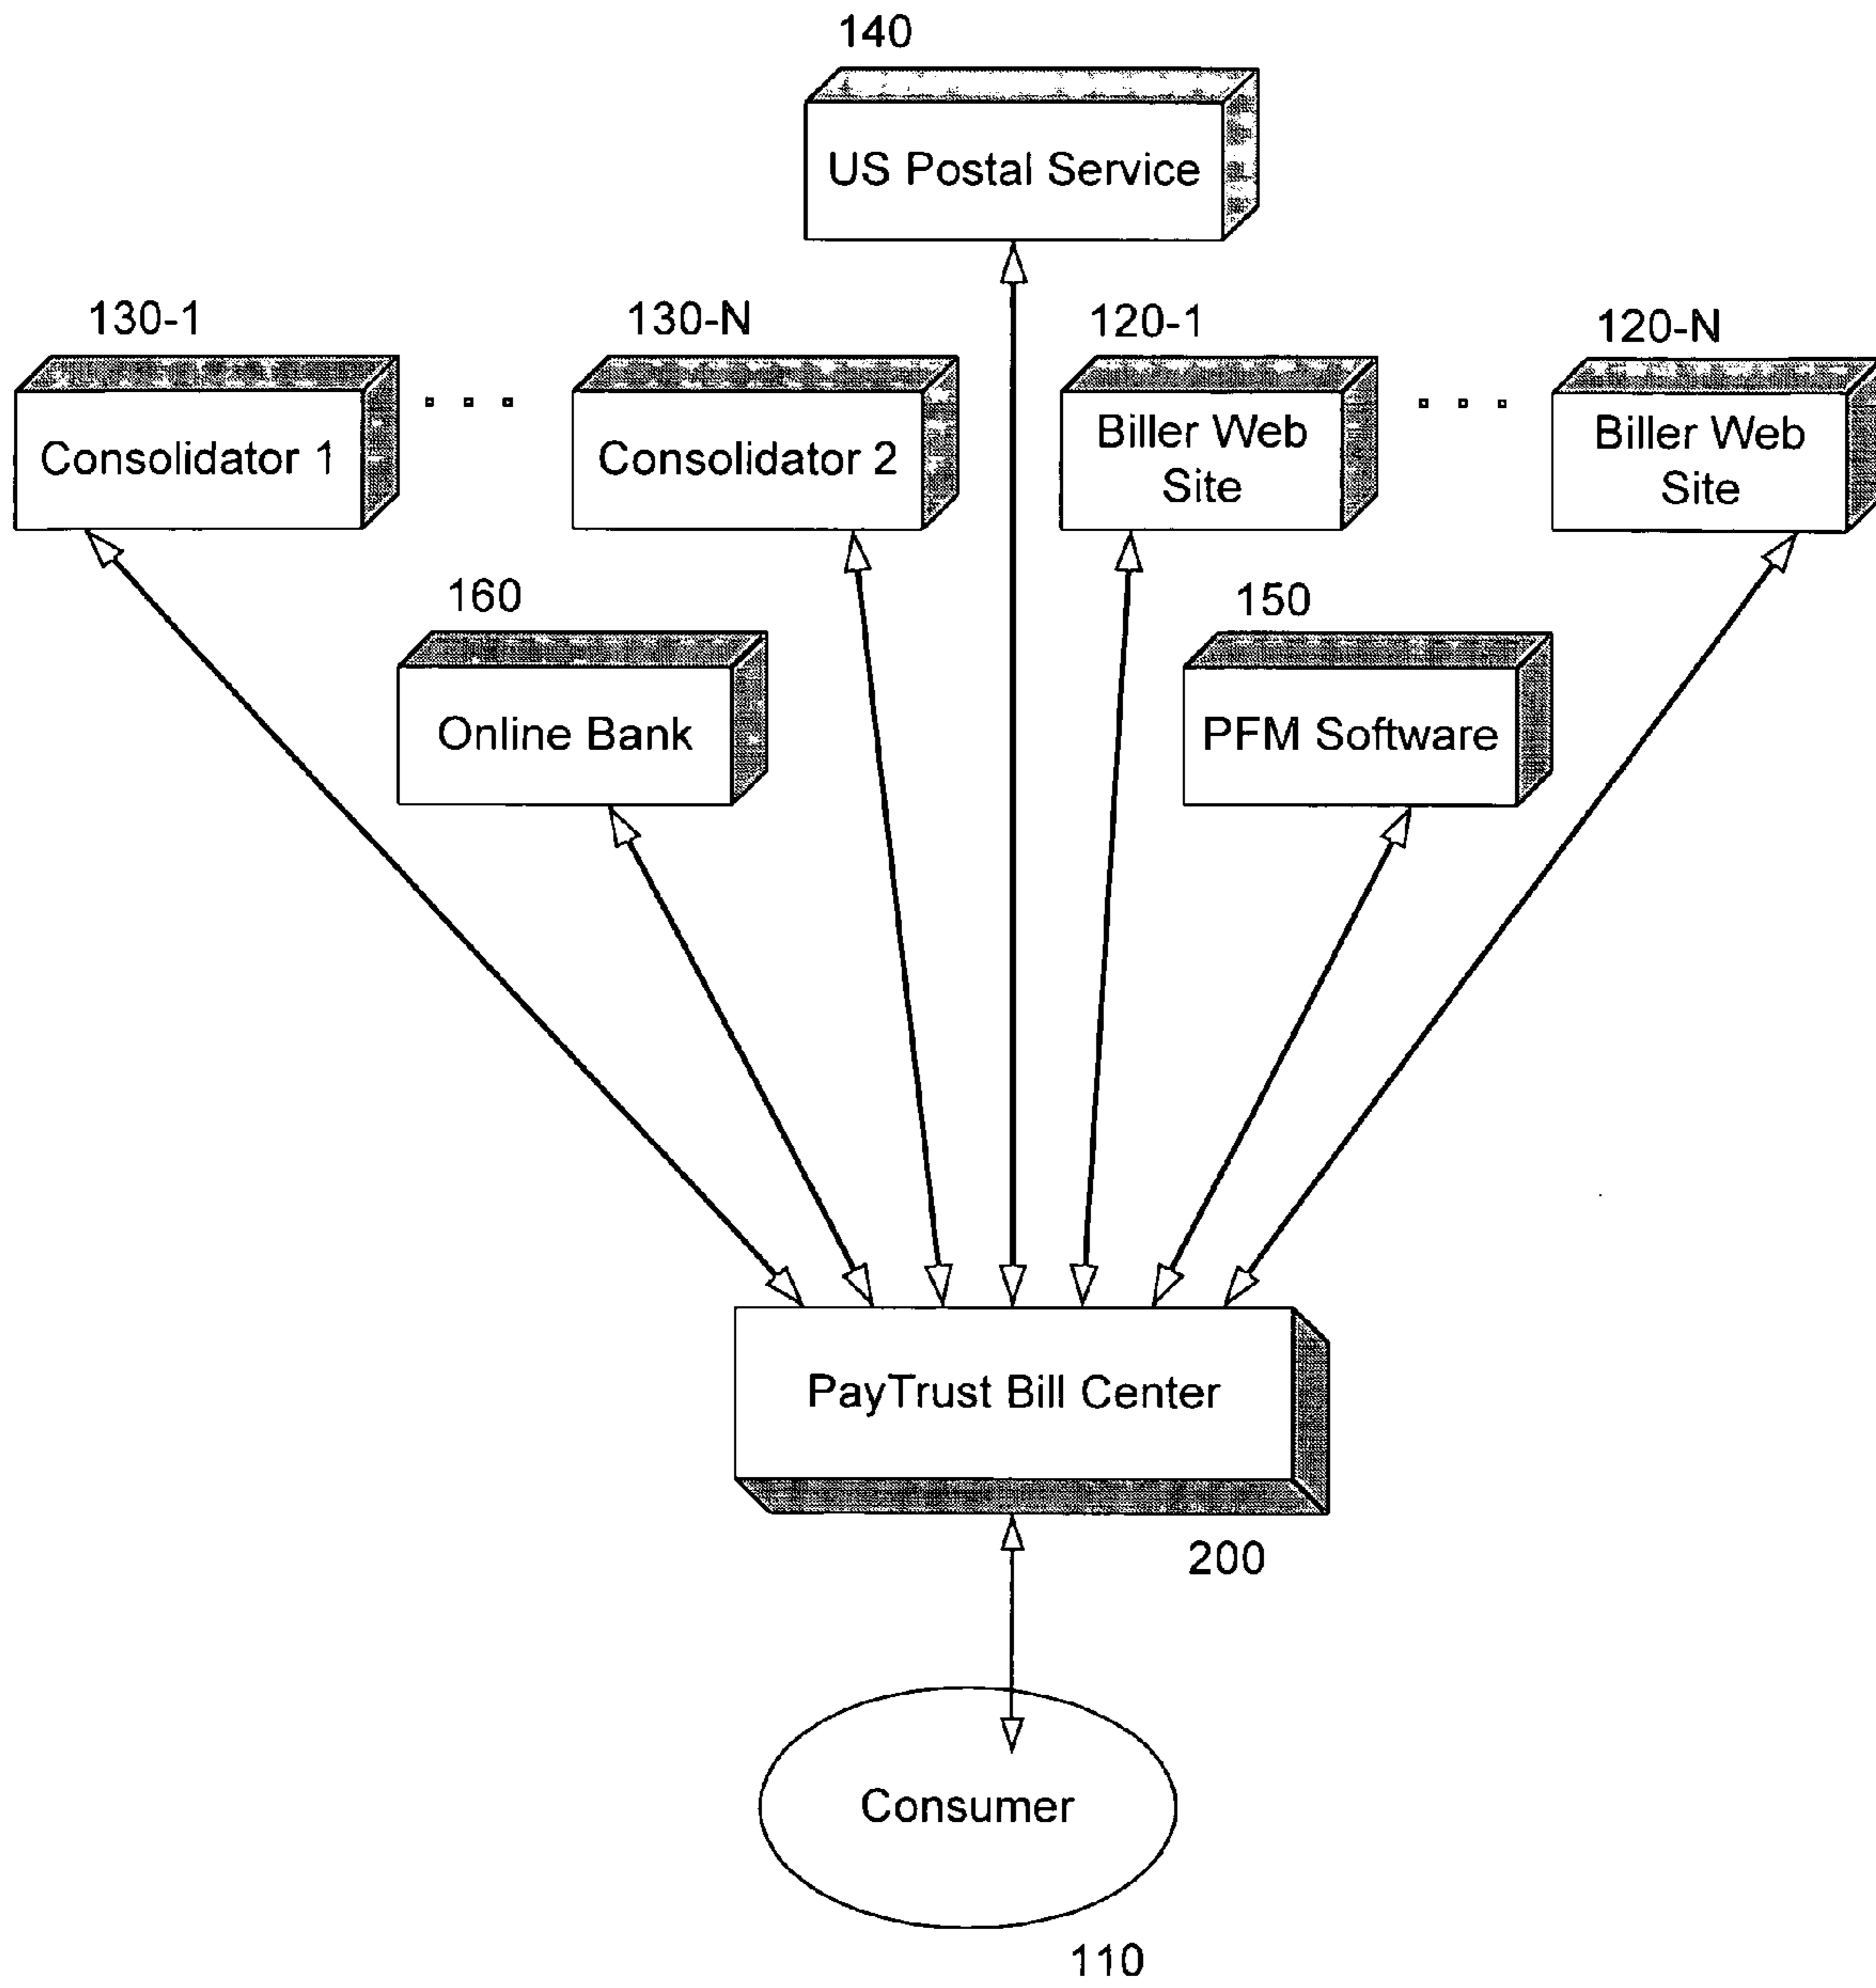 140
US Postal Service
130-1
130-N
120-1
120-N
Consolidator 1
Consolidator 2
Biller Web
Site
Biller Web
Site
160
150
Online Bank
PFM Software
PayTrust Bill Center
200
Consumer
110